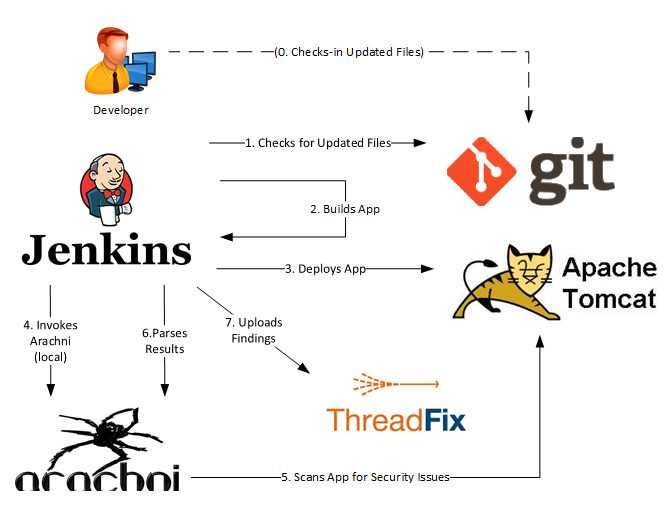 (0. Checks-in Updated Files)
Developer
1. Checks for Updated Files
git
2. Builds App
Jenkins
3. Deploys App
Apache
Tomcat
4. Invokes
Arachni
(local)
6.Parses
Results
7. Uploads
Findings
ThreadFix
arachni
5. Scans App for Security Issues